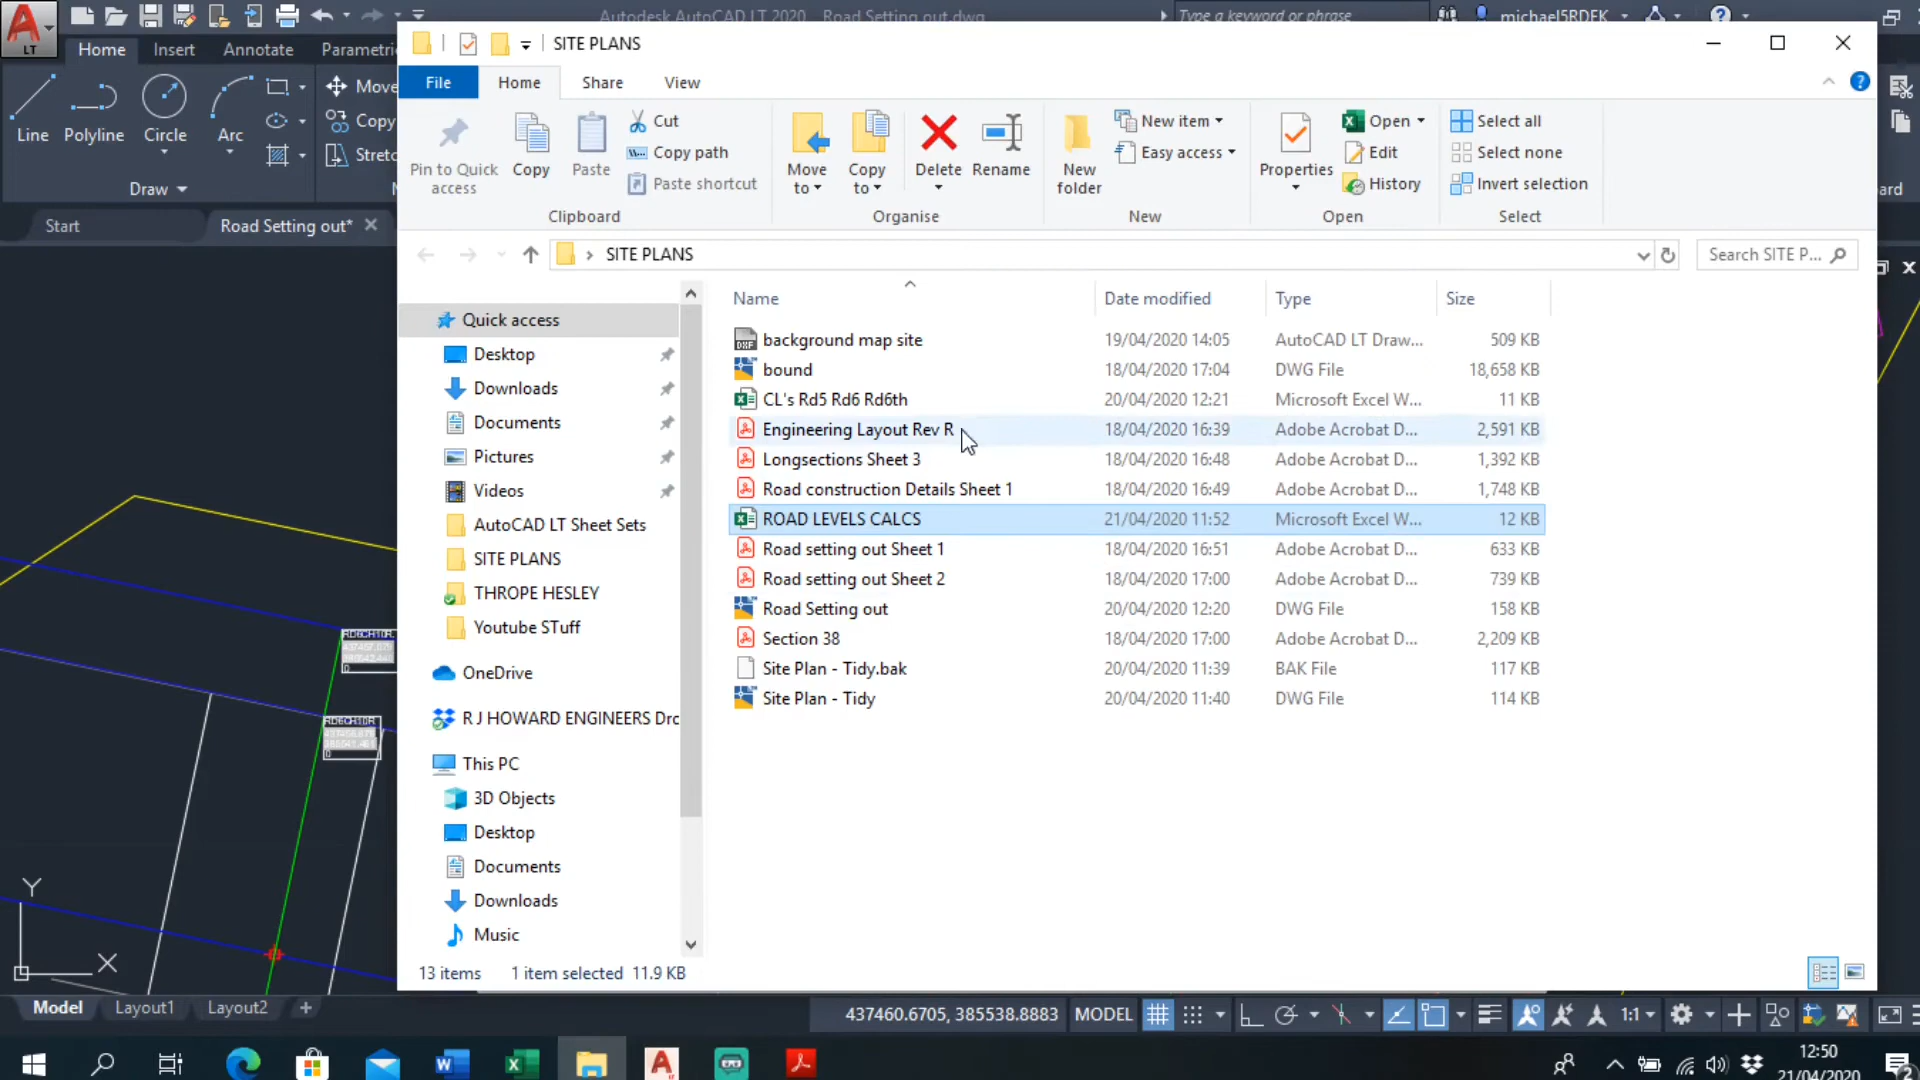 Autodesk AutoCAD LT 2020 Road Setting out.dwg
Type a keyword or phrase
michael5RDEK
LT
Home Insert Annotate Parametri
Line Polyline Circle Arc
Move
Copy
Stretc
Draw
Start
Road Setting out*
SITE PLANS
File Home Share View
Pin to Quick access
Copy
Paste
Cut
Copy path
Paste shortcut
Clipboard
Move to
Copy to
Delete
Rename
Organise
New folder
New item
Easy access
New
Properties
Open
Edit
History
Open
Select all
Select none
Invert selection
Select
ard
SITE PLANS
Search SITE P...
Quick access
Desktop
Downloads
Documents
Pictures
Videos
AutoCAD LT Sheet Sets
SITE PLANS
THROPE HESLEY
Youtube STuff
OneDrive
R J HOWARD ENGINEERS Drc
This PC
3D Objects
Desktop
Documents
Downloads
Music
Name Date modified Type Size
background map site 19/04/2020 14:05 AutoCAD LT Draw... 509 KB
bound 18/04/2020 17:04 DWG File 18,658 KB
CL's Rd5 Rd6 Rd6th 20/04/2020 12:21 Microsoft Excel W... 11 KB
Engineering Layout Rev R 18/04/2020 16:39 Adobe Acrobat D... 2,591 KB
Longsections Sheet 3 18/04/2020 16:48 Adobe Acrobat D... 1,392 KB
Road construction Details Sheet 1 18/04/2020 16:49 Adobe Acrobat D... 1,748 KB
ROAD LEVELS CALCS 21/04/2020 11:52 Microsoft Excel W... 12 KB
Road setting out Sheet 1 18/04/2020 16:51 Adobe Acrobat D... 633 KB
Road setting out Sheet 2 18/04/2020 17:00 Adobe Acrobat D... 739 KB
Road Setting out 20/04/2020 12:20 DWG File 158 KB
Section 38 18/04/2020 17:00 Adobe Acrobat D... 2,209 KB
Site Plan - Tidy.bak 20/04/2020 11:39 BAK File 117 KB
Site Plan - Tidy 20/04/2020 11:40 DWG File 114 KB
13 items 1 item selected 11.9 KB
Y
X
Model Layout1 Layout2 +
437460.6705, 385538.8883 MODEL
1:1
12:50
21/04/2020
2